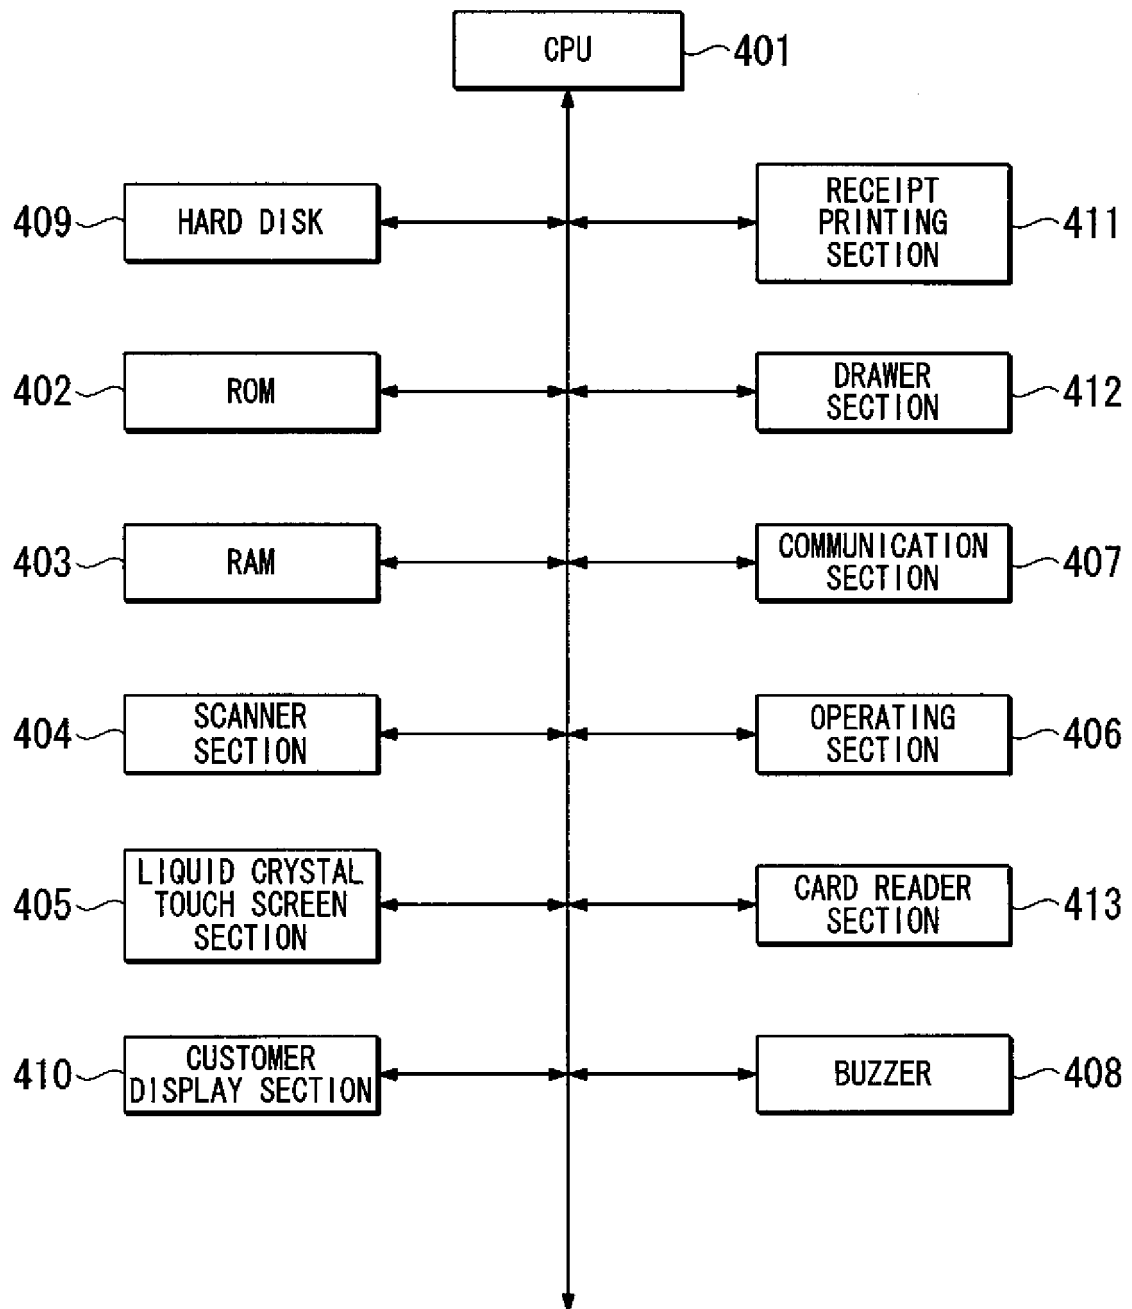 CPU
401
409
HARD DISK
RECEIPT
PRINTING
SECTION
411
402
ROM
DRAWER
SECTION
412
403
RAM
COMMUNICATION
SECTION
407
404
SCANNER
SECTION
OPERATING
SECTION
406
405
LIQUID CRYSTAL
TOUCH SCREEN
SECTION
CARD READER
SECTION
413
410
CUSTOMER
DISPLAY SECTION
BUZZER
408